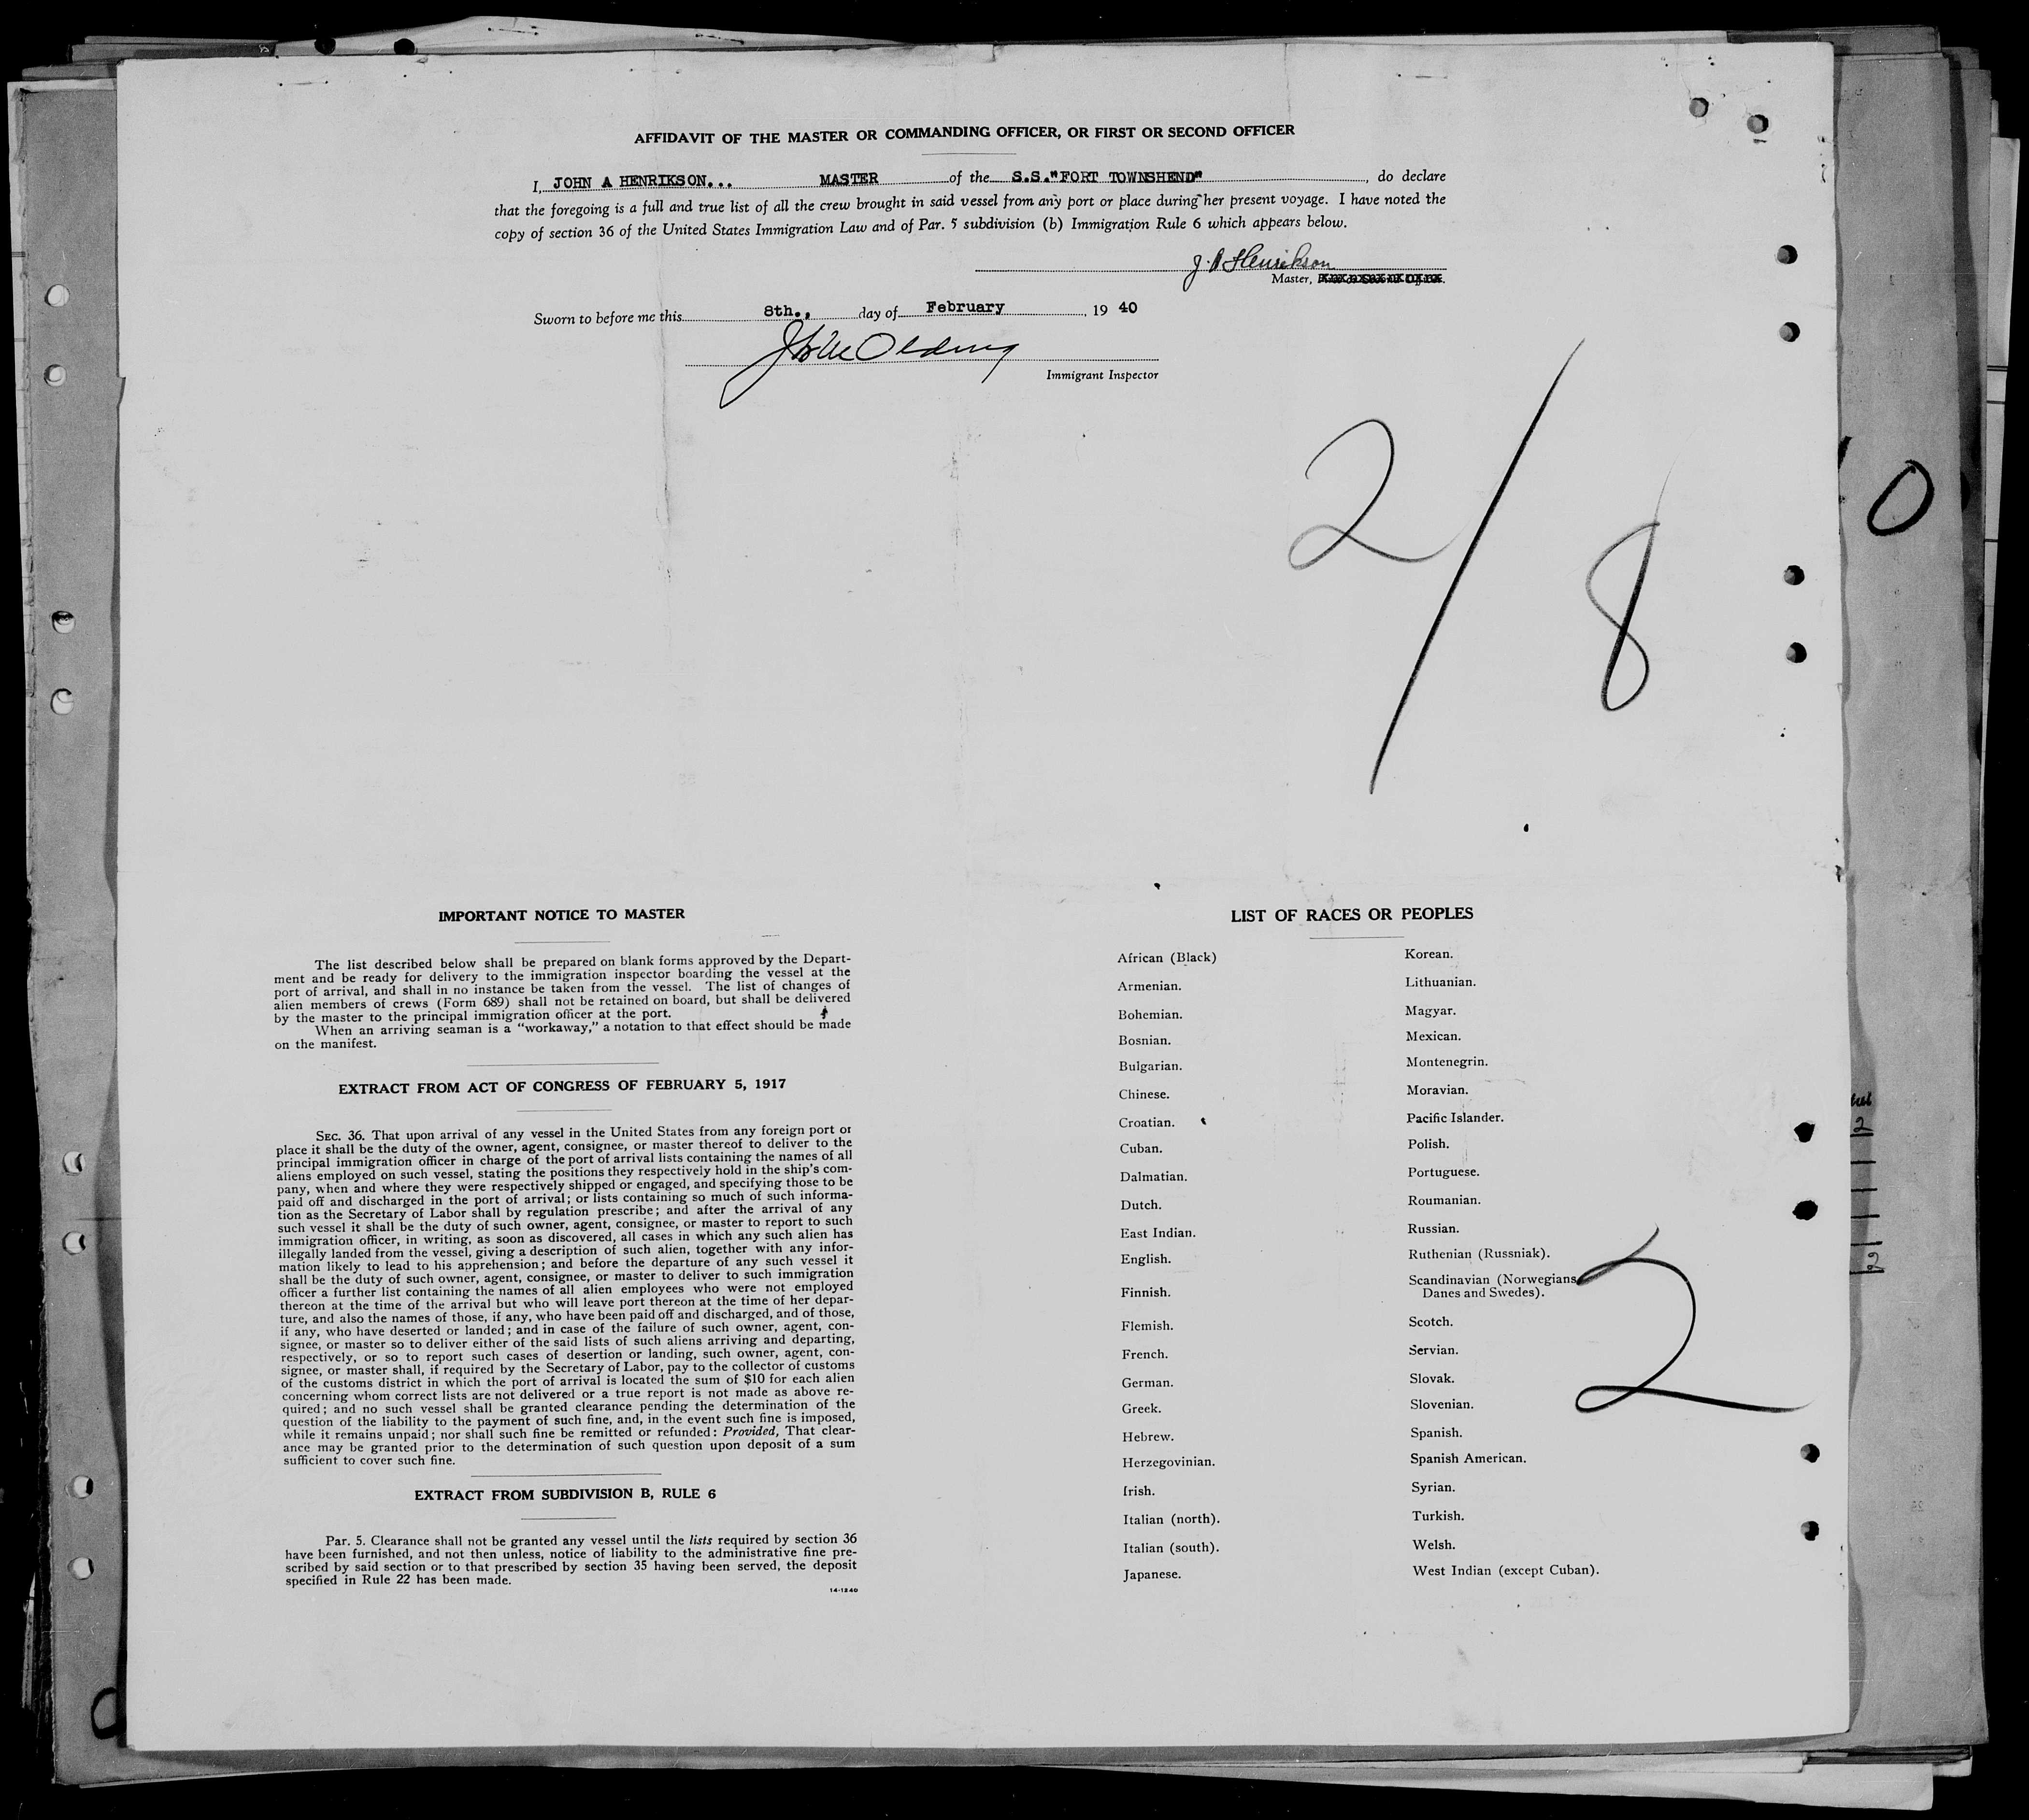 AFFIDAVIT OF THE MASTER OR COMMANDING OFFICER, OR FIRST OR SECOND OFFICER
I, JOHN A HENRIKSON... MASTER of the S.S."FORT TOWNSHEND", do declare
that the foregoing is a full and true list of all the crew brought in said vessel from any port or place during her present voyage. I have noted the
copy of section 36 of the United States Immigration Law and of Par. 5 subdivision (b) Immigration Rule 6 which appears below.
J. A Henrikson
Master,
Sworn to before me this 8th., day of February, 19 40
Immigrant Inspector
2/8
0
IMPORTANT NOTICE TO MASTER
The list described below shall be prepared on blank forms approved by the Depart-
ment and be ready for delivery to the immigration inspector boarding the vessel at the
port of arrival, and shall in no instance be taken from the vessel. The list of changes of
alien members of crews (Form 689) shall not be retained on board, but shall be delivered
by the master to the principal immigration officer at the port.
When an arriving seaman is a "workaway," a notation to that effect should be made
on the manifest.
EXTRACT FROM ACT OF CONGRESS OF FEBRUARY 5, 1917
SEC. 36. That upon arrival of any vessel in the United States from any foreign port or
place it shall be the duty of the owner, agent, consignee, or master thereof to deliver to the
principal immigration officer in charge of the port of arrival lists containing the names of all
aliens employed on such vessel, stating the positions they respectively hold in the ship's com-
pany, when and where they were respectively shipped or engaged, and specifying those to be
paid off and discharged in the port of arrival; or lists containing so much of such informa-
tion as the Secretary of Labor shall by regulation prescribe; and after the arrival of any
such vessel it shall be the duty of such owner, agent, consignee, or master to report to such
immigration officer, in writing, as soon as discovered, all cases in which any such alien has
illegally landed from the vessel, giving a description of such alien, together with any infor-
mation likely to lead to his apprehension; and before the departure of any such vessel it
shall be the duty of such owner, agent, consignee, or master to deliver to such immigration
officer a further list containing the names of all alien employees who were not employed
thereon at the time of the arrival but who will leave port thereon at the time of her depar-
ture, and also the names of those, if any, who have been paid off and discharged, and of those,
if any, who have deserted or landed; and in case of the failure of such owner, agent, con-
signee, or master so to deliver either of the said lists of such aliens arriving and departing,
respectively, or so to report such cases of desertion or landing, such owner, agent, con-
signee, or master shall, if required by the Secretary of Labor, pay to the collector of customs
of the customs district in which the port of arrival is located the sum of $10 for each alien
concerning whom correct lists are not delivered or a true report is not made as above re-
quired; and no such vessel shall be granted clearance pending the determination of the
question of the liability to the payment of such fine, and, in the event such fine is imposed,
while it remains unpaid; nor shall such fine be remitted or refunded: Provided, That clear-
ance may be granted prior to the determination of such question upon deposit of a sum
sufficient to cover such fine.
EXTRACT FROM SUBDIVISION B, RULE 6
Par. 5. Clearance shall not be granted any vessel until the lists required by section 36
have been furnished, and not then unless, notice of liability to the administrative fine pre-
scribed by said section or to that prescribed by section 35 having been served, the deposit
specified in Rule 22 has been made.
14-1240
LIST OF RACES OR PEOPLES
African (Black)
Armenian.
Bohemian.
Bosnian.
Bulgarian.
Chinese.
Croatian.
Cuban.
Dalmatian.
Dutch.
East Indian.
English.
Finnish.
Flemish.
French.
German.
Greek.
Hebrew.
Herzegovinian.
Irish.
Italian (north).
Italian (south).
Japanese.
Korean.
Lithuanian.
Magyar.
Mexican.
Montenegrin.
Moravian.
Pacific Islander.
Polish.
Portuguese.
Roumanian.
Russian.
Ruthenian (Russniak).
Scandinavian (Norwegians,
Danes and Swedes).
Scotch.
Servian.
Slovak.
Slovenian.
Spanish.
Spanish American.
Syrian.
Turkish.
Welsh.
West Indian (except Cuban).
2